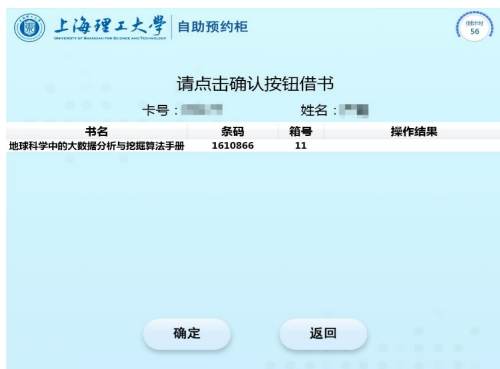 上海理工大學
UNIVERSITY OF SHANGHAI FOR SCIENCE AND TECHNOLOGY
自助预约柜
倒计时
56
请点击确认按钮借书
卡号： 姓名：
书名 条码 箱号 操作结果
地球科学中的大数据分析与挖掘算法手册 1610866 11
确定 返回